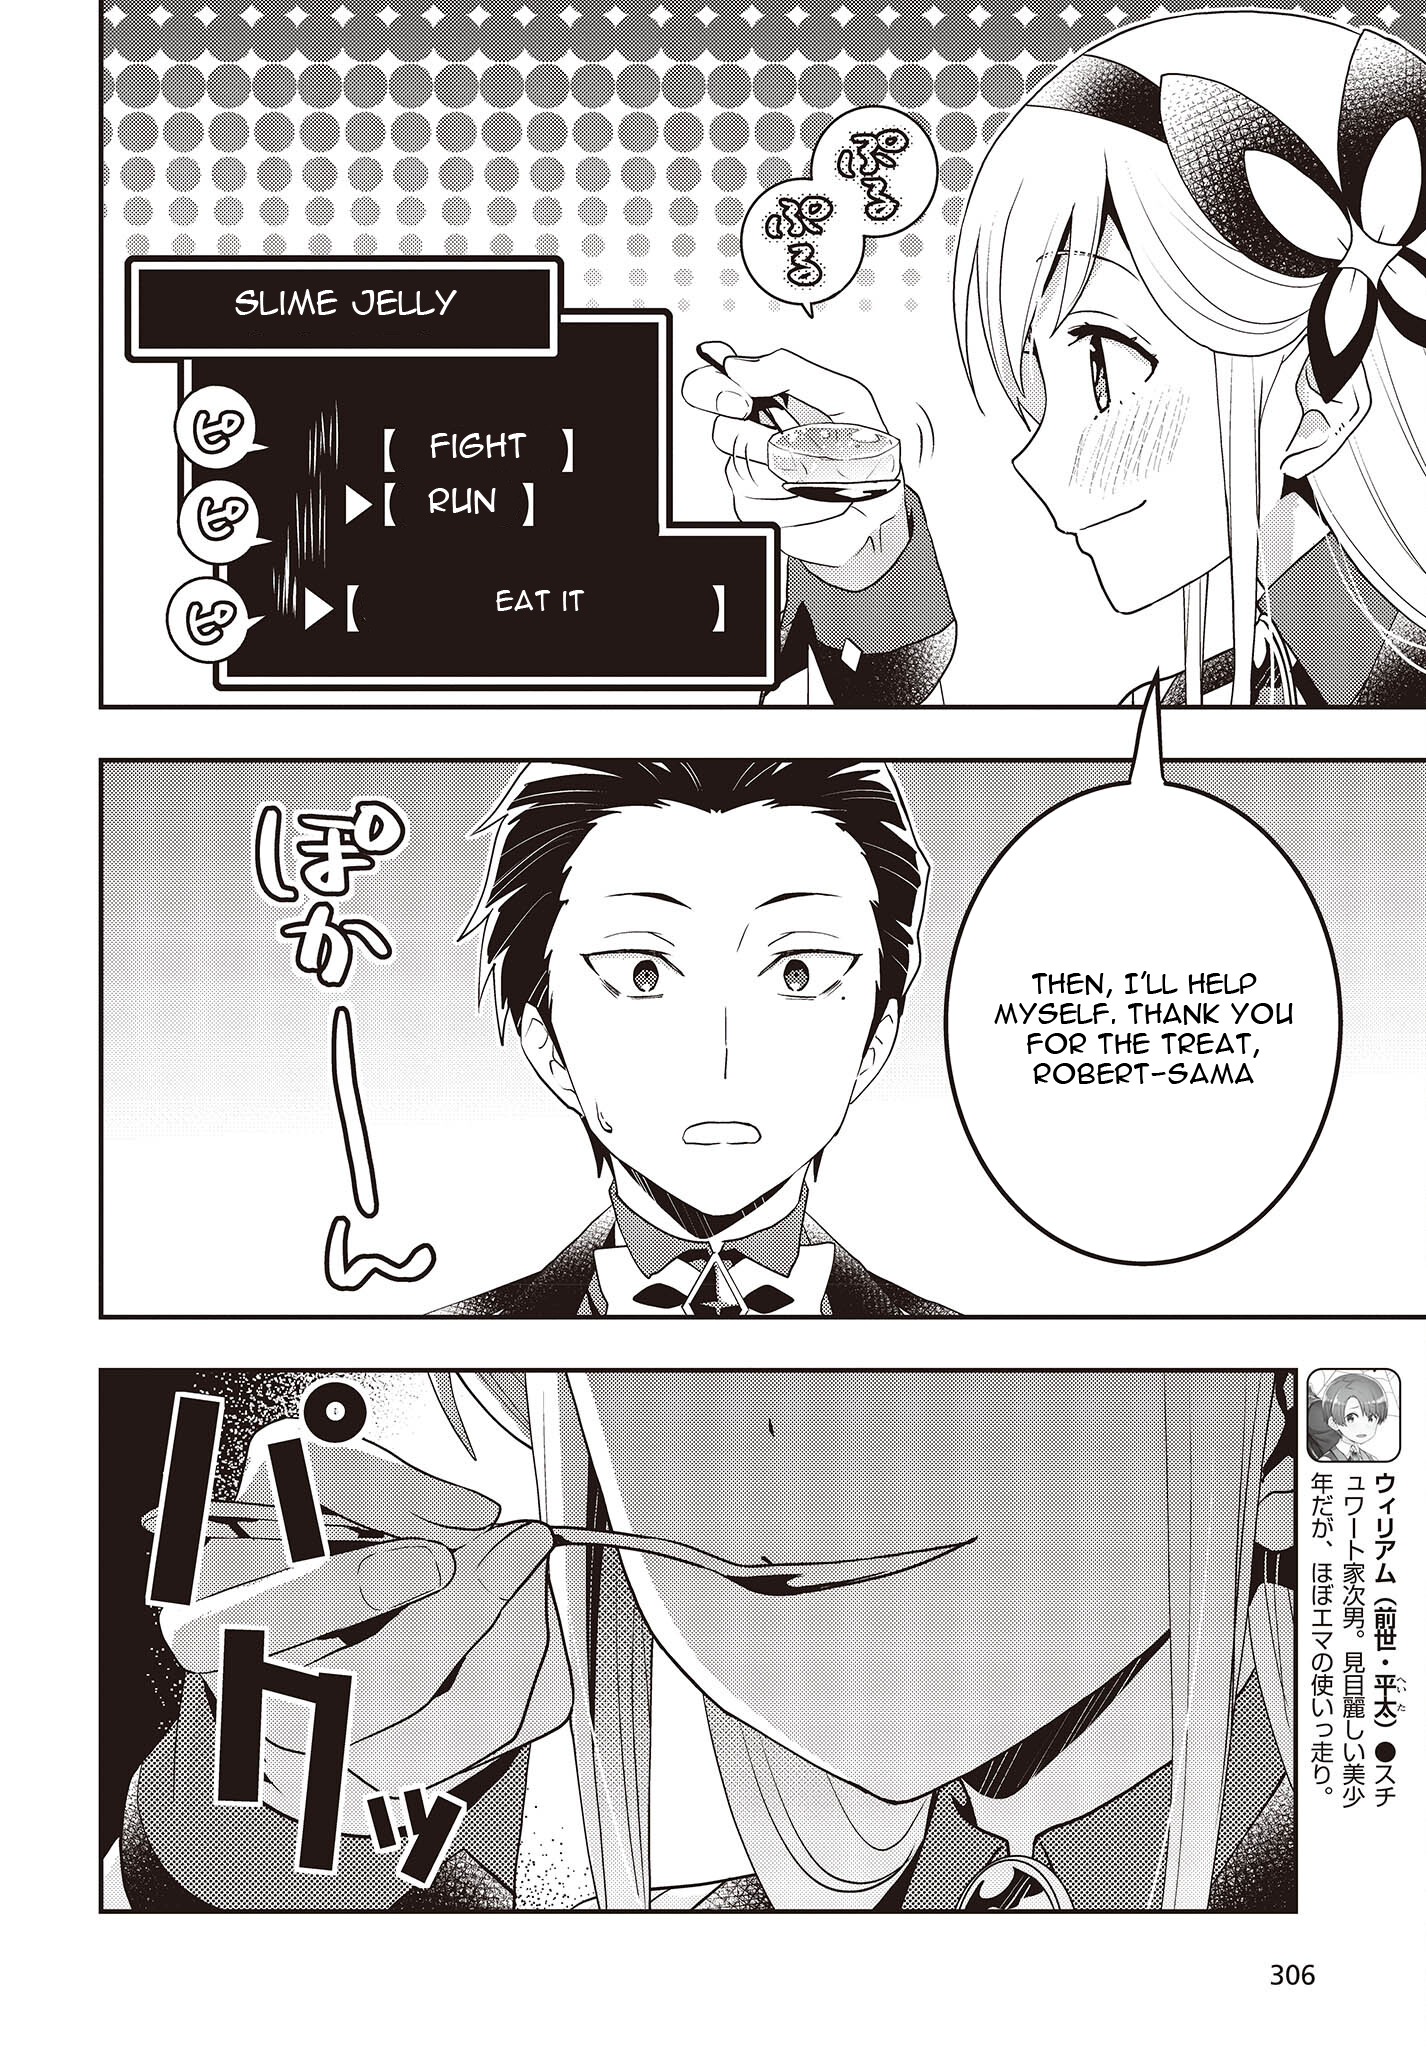 ぷる
ぷる
SLIME JELLY
ピ
ピ
ピ
【 FIGHT 】
▶【 RUN 】
▶【 EAT IT 】
THEN, I'LL HELP
MYSELF. THANK YOU
FOR THE TREAT,
ROBERT-SAMA
ぽかーん
パクッ
ウィリアム（前世・平太）●スチ
へいた
ュワート家次男。見目麗しい美少
年だが、ほぼエマの使いっ走り。
306